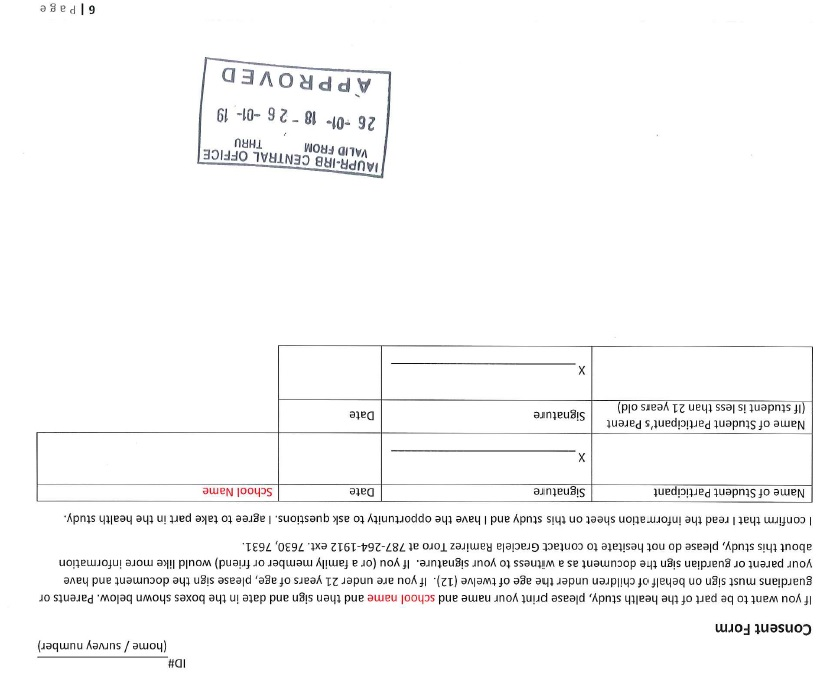 ID#
(home / survey number)
Consent Form
If you want to be part of the health study, please print your name and school name and then sign and date in the boxes shown below. Parents or
guardians must sign on behalf of children under the age of twelve (12). If you are under 21 years of age, please sign the document and have
your parent or guardian sign the document as a witness to your signature. If you (or a family member or friend) would like more information
about this study, please do not hesitate to contact Graciela Ramirez Toro at 787-264-1912 ext. 7630, 7631.
I confirm that I read the information sheet on this study and I have the opportunity to ask questions. I agree to take part in the health study.
Name of Student Participant Signature Date School Name
X
Name of Student Participant's Parent Signature Date
(If student is less than 21 years old)
X
IAUPR-IRB CENTRAL OFFICE
VALID FROM THRU
26 -01- 18 - 26 -01- 19
APPROVED
6 | Page